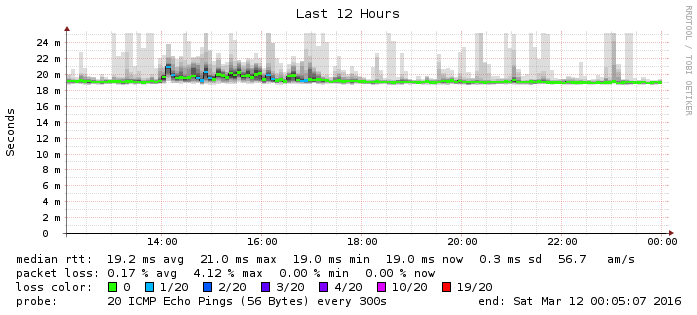 Last 12 Hours
RRDTOOL / TOBI OETIKER
Seconds
24 m
22 m
20 m
18 m
16 m
14 m
12 m
10 m
8 m
6 m
4 m
2 m
0
14:00 16:00 18:00 20:00 22:00 00:00
median rtt: 19.2 ms avg 21.0 ms max 19.0 ms min 19.0 ms now 0.3 ms sd 56.7 am/s
packet loss: 0.17 % avg 4.12 % max 0.00 % min 0.00 % now
loss color: 0 1/20 2/20 3/20 4/20 10/20 19/20
probe: 20 ICMP Echo Pings (56 Bytes) every 300s end: Sat Mar 12 00:05:07 2016